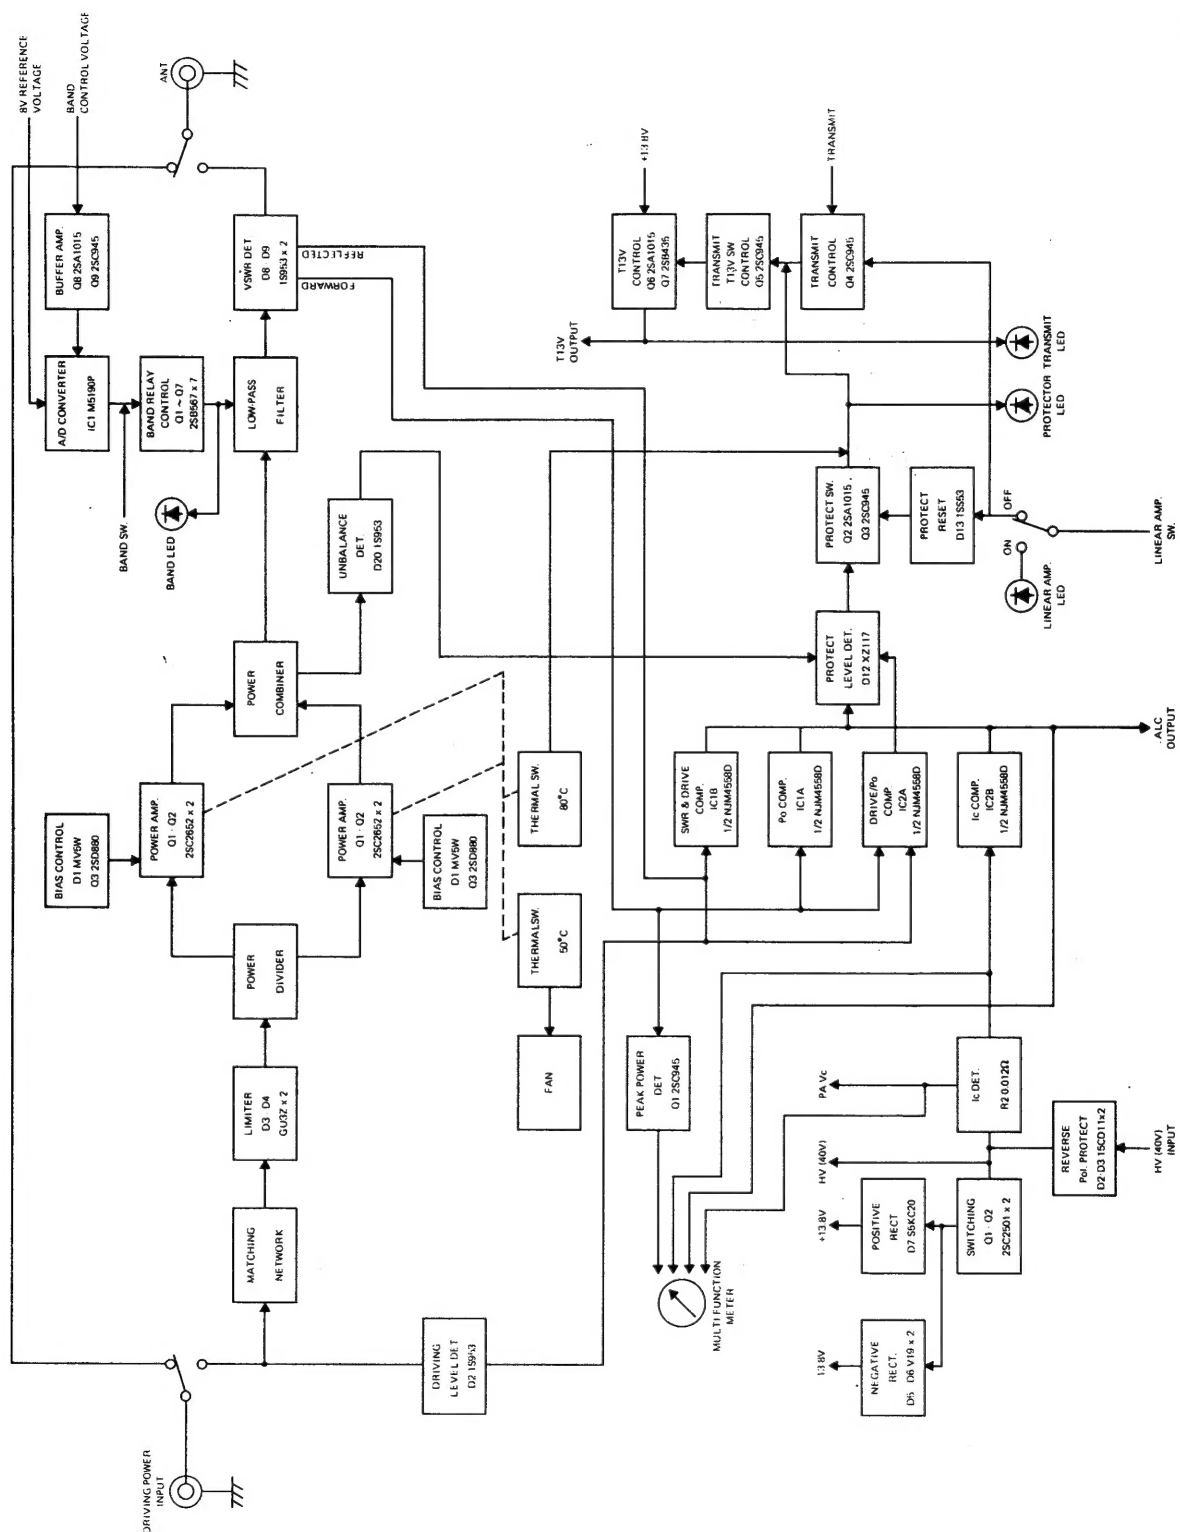 8V REFERENCE
VOLTAGE
BAND
CONTROL VOLTAGE
ANT
BUFFER AMP.
Q8 2SA1015
Q9 2SC945
A/D CONVERTER
IC1 M5190P
BAND RELAY
CONTROL
Q1 ~ Q7
2SB567 x 7
BAND SW.
BAND LED
LOW-PASS
FILTER
VSWR DET
D8 D9
1S953 x 2
REFLECTED
FORWARD
UNBALANCE
DET
D20 1S953
POWER
COMBINER
BIAS CONTROL
D1 MV5W
Q3 2SD880
POWER AMP.
Q1 · Q2
2SC2652 x 2
POWER AMP.
Q1 · Q2
2SC2652 x 2
BIAS CONTROL
D1 MV5W
Q3 2SD880
POWER
DIVIDER
LIMITER
D3 D4
GU3Z x 2
MATCHING
NETWORK
DRIVING POWER
INPUT
DRIVING
LEVEL DET
D2 1S953
THERMAL SW.
80°C
THERMAL SW.
50°C
FAN
+13.8V
TRANSMIT
T13V
CONTROL
Q6 2SA1015
Q7 2SB435
TRANSMIT
T13V SW
CONTROL
Q5 2SC945
TRANSMIT
CONTROL
Q4 2SC945
T13V
OUTPUT
PROTECTOR TRANSMIT
LED LED
PROTECT SW.
Q2 2SA1015
Q3 2SC945
PROTECT
RESET
D13 1SS53
OFF
ON
LINEAR AMP.
SW.
LINEAR AMP.
LED
PROTECT
LEVEL DET.
D12 XZ117
SWR & DRIVE
COMP.
IC1B
1/2 NJM4558D
Po COMP.
IC1A
1/2 NJM4558D
DRIVE/Po
COMP
IC2A
1/2 NJM4558D
Ic COMP.
IC2B
1/2 NJM4558D
ALC
OUTPUT
PEAK POWER
DET
Q1 2SC945
PA Vc
Ic DET.
R2 0.012Ω
REVERSE
Pol. PROTECT
D2·D3 15CD11x2
HV (40V)
INPUT
HV (40V)
+13.8V
POSITIVE
RECT
D7 S6KC20
SWITCHING
Q1 · Q2
2SC2501 x 2
MULTI FUNCTION
METER
13 8V
NEGATIVE
RECT.
D5 D6 V19 x 2